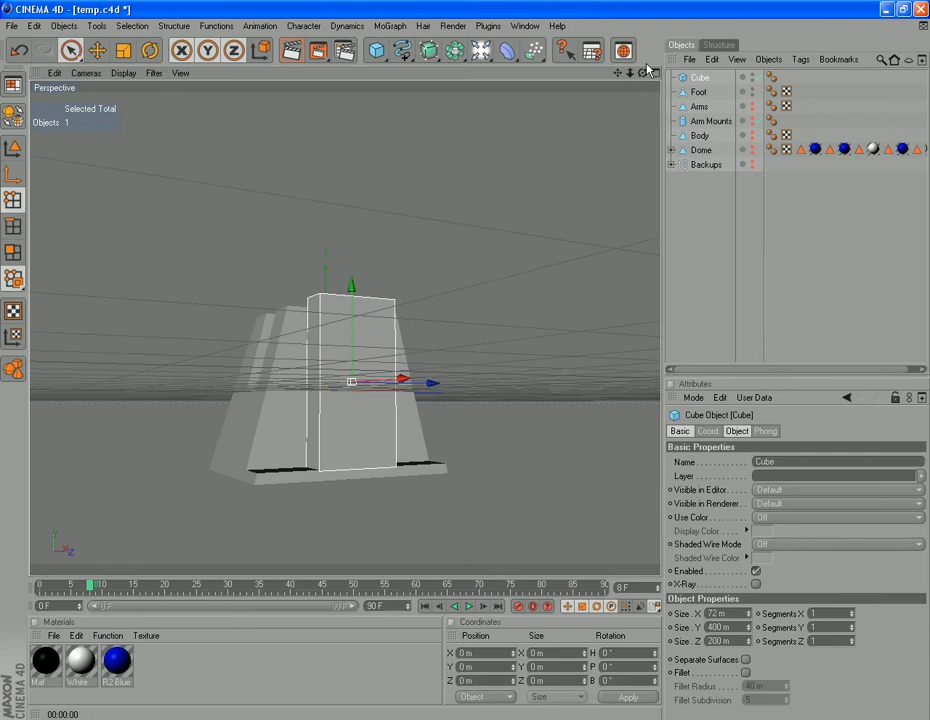 CINEMA 4D - [temp.c4d *]
File Edit Objects Tools Selection Structure Functions Animation Character Dynamics MoGraph Hair Render Plugins Window Help
X Y Z
Objects Structure
File Edit View Objects Tags Bookmarks
Edit Cameras Display Filter View
Perspective
Selected Total
Objects 1
Cube
Foot
Arms
Arm Mounts
Body
Dome
Backups
Y
X
Z
Attributes
Mode Edit User Data
Cube Object [Cube]
Basic Coord. Object Phong
Basic Properties
Name Cube
Layer
Visible in Editor Default
Visible in Renderer Default
Use Color Off
Display Color
Shaded Wire Mode Off
Shaded Wire Color
Enabled
X-Ray
Object Properties
Size . X 72 m Segments X 1
Size . Y 400 m Segments Y 1
Size . Z 200 m Segments Z 1
Separate Surfaces
Fillet
Fillet Radius 40 m
Fillet Subdivision 5
0 5 10 15 20 25 30 35 40 45 50 55 60 65 70 75 80 85 90 8 F
0 F 0 F 90 F 90 F
Materials
File Edit Function Texture
Mat White R2 Blue
Coordinates
Position Size Rotation
X 0 m X 0 m H 0 °
Y 0 m Y 0 m P 0 °
Z 0 m Z 0 m B 0 °
Object Size Apply
MAXON
CINEMA 4D
00:00:00